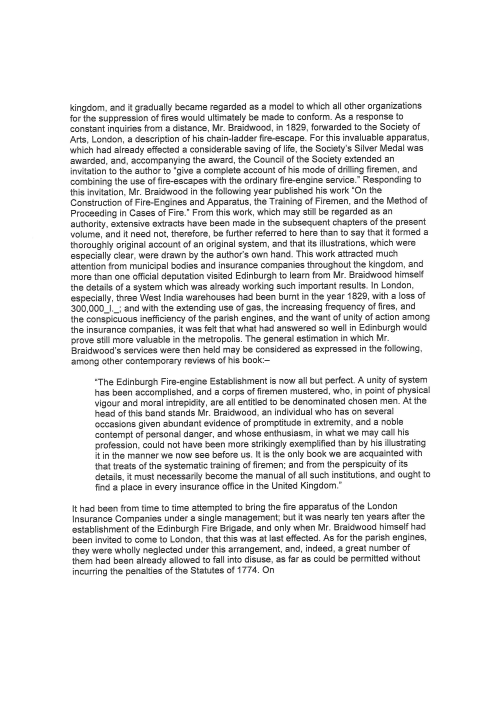 kingdom, and it gradually became regarded as a model to which all other organizations
for the suppression of fires would ultimately be made to conform. As a response to
constant inquiries from a distance, Mr. Braidwood, in 1829, forwarded to the Society of
Arts, London, a description of his chain-ladder fire-escape. For this invaluable apparatus,
which had already effected a considerable saving of life, the Society's Silver Medal was
awarded, and, accompanying the award, the Council of the Society extended an
invitation to the author to "give a complete account of his mode of drilling firemen, and
combining the use of fire-escapes with the ordinary fire-engine service." Responding to
this invitation, Mr. Braidwood in the following year published his work "On the
Construction of Fire-Engines and Apparatus, the Training of Firemen, and the Method of
Proceeding in Cases of Fire." From this work, which may still be regarded as an
authority, extensive extracts have been made in the subsequent chapters of the present
volume, and it need not, therefore, be further referred to here than to say that it formed a
thoroughly original account of an original system, and that its illustrations, which were
especially clear, were drawn by the author's own hand. This work attracted much
attention from municipal bodies and insurance companies throughout the kingdom, and
more than one official deputation visited Edinburgh to learn from Mr. Braidwood himself
the details of a system which was already working such important results. In London,
especially, three West India warehouses had been burnt in the year 1829, with a loss of
300,000_l._; and with the extending use of gas, the increasing frequency of fires, and
the conspicuous inefficiency of the parish engines, and the want of unity of action among
the insurance companies, it was felt that what had answered so well in Edinburgh would
prove still more valuable in the metropolis. The general estimation in which Mr.
Braidwood's services were then held may be considered as expressed in the following,
among other contemporary reviews of his book:–
"The Edinburgh Fire-engine Establishment is now all but perfect. A unity of system
has been accomplished, and a corps of firemen mustered, who, in point of physical
vigour and moral intrepidity, are all entitled to be denominated chosen men. At the
head of this band stands Mr. Braidwood, an individual who has on several
occasions given abundant evidence of promptitude in extremity, and a noble
contempt of personal danger, and whose enthusiasm, in what we may call his
profession, could not have been more strikingly exemplified than by his illustrating
it in the manner we now see before us. It is the only book we are acquainted with
that treats of the systematic training of firemen; and from the perspicuity of its
details, it must necessarily become the manual of all such institutions, and ought to
find a place in every insurance office in the United Kingdom."
It had been from time to time attempted to bring the fire apparatus of the London
Insurance Companies under a single management; but it was nearly ten years after the
establishment of the Edinburgh Fire Brigade, and only when Mr. Braidwood himself had
been invited to come to London, that this was at last effected. As for the parish engines,
they were wholly neglected under this arrangement, and, indeed, a great number of
them had been already allowed to fall into disuse, as far as could be permitted without
incurring the penalties of the Statutes of 1774. On